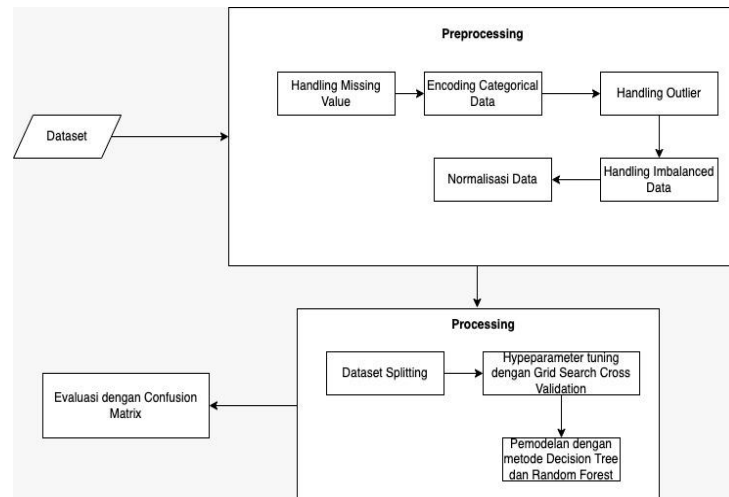 Preprocessing
Handling Missing
Value
Encoding Categorical
Data
Handling Outlier
Dataset
Normalisasi Data
Handling Imbalanced
Data
Processing
Dataset Splitting
Hypeparameter tuning
dengan Grid Search Cross
Validation
Evaluasi dengan Confusion
Matrix
Pemodelan dengan
metode Decision Tree
dan Random Forest